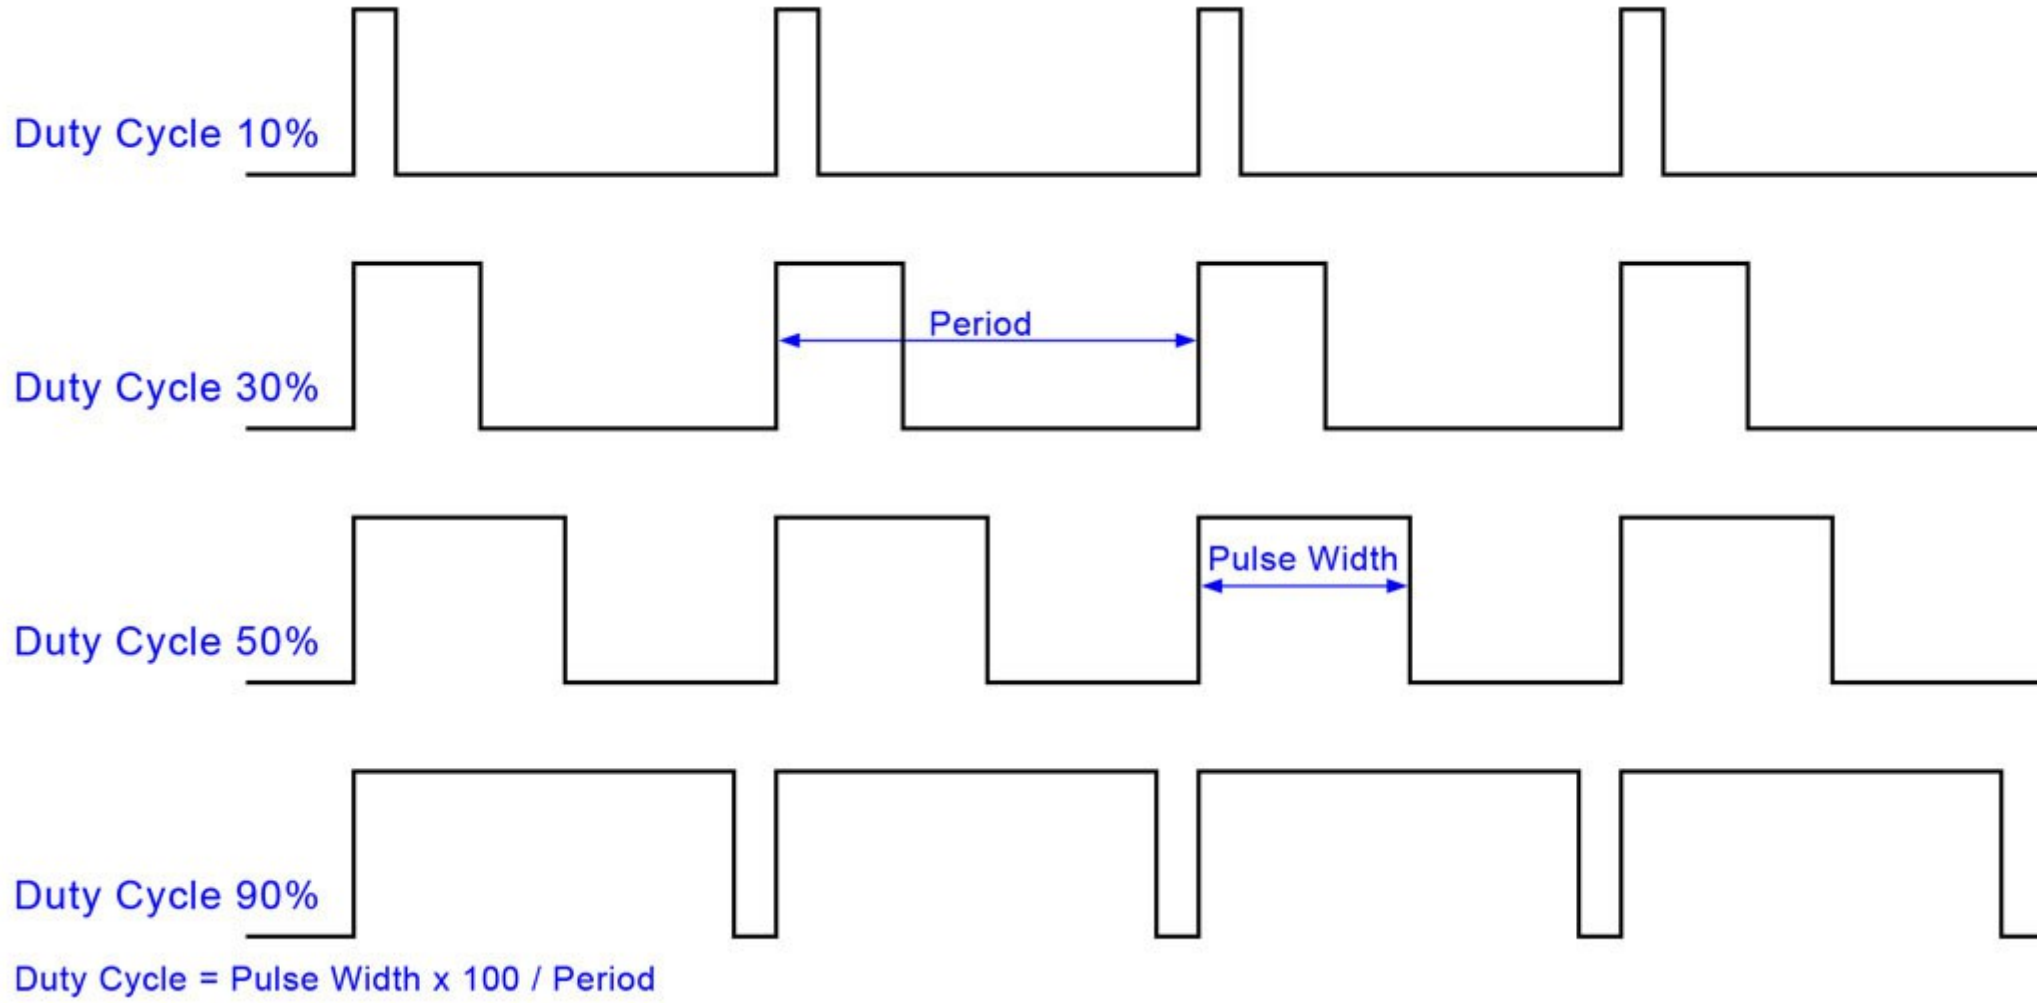 Duty Cycle 10%
Period
Duty Cycle 30%
Pulse Width
Duty Cycle 50%
Duty Cycle 90%
Duty Cycle = Pulse Width x 100 / Period